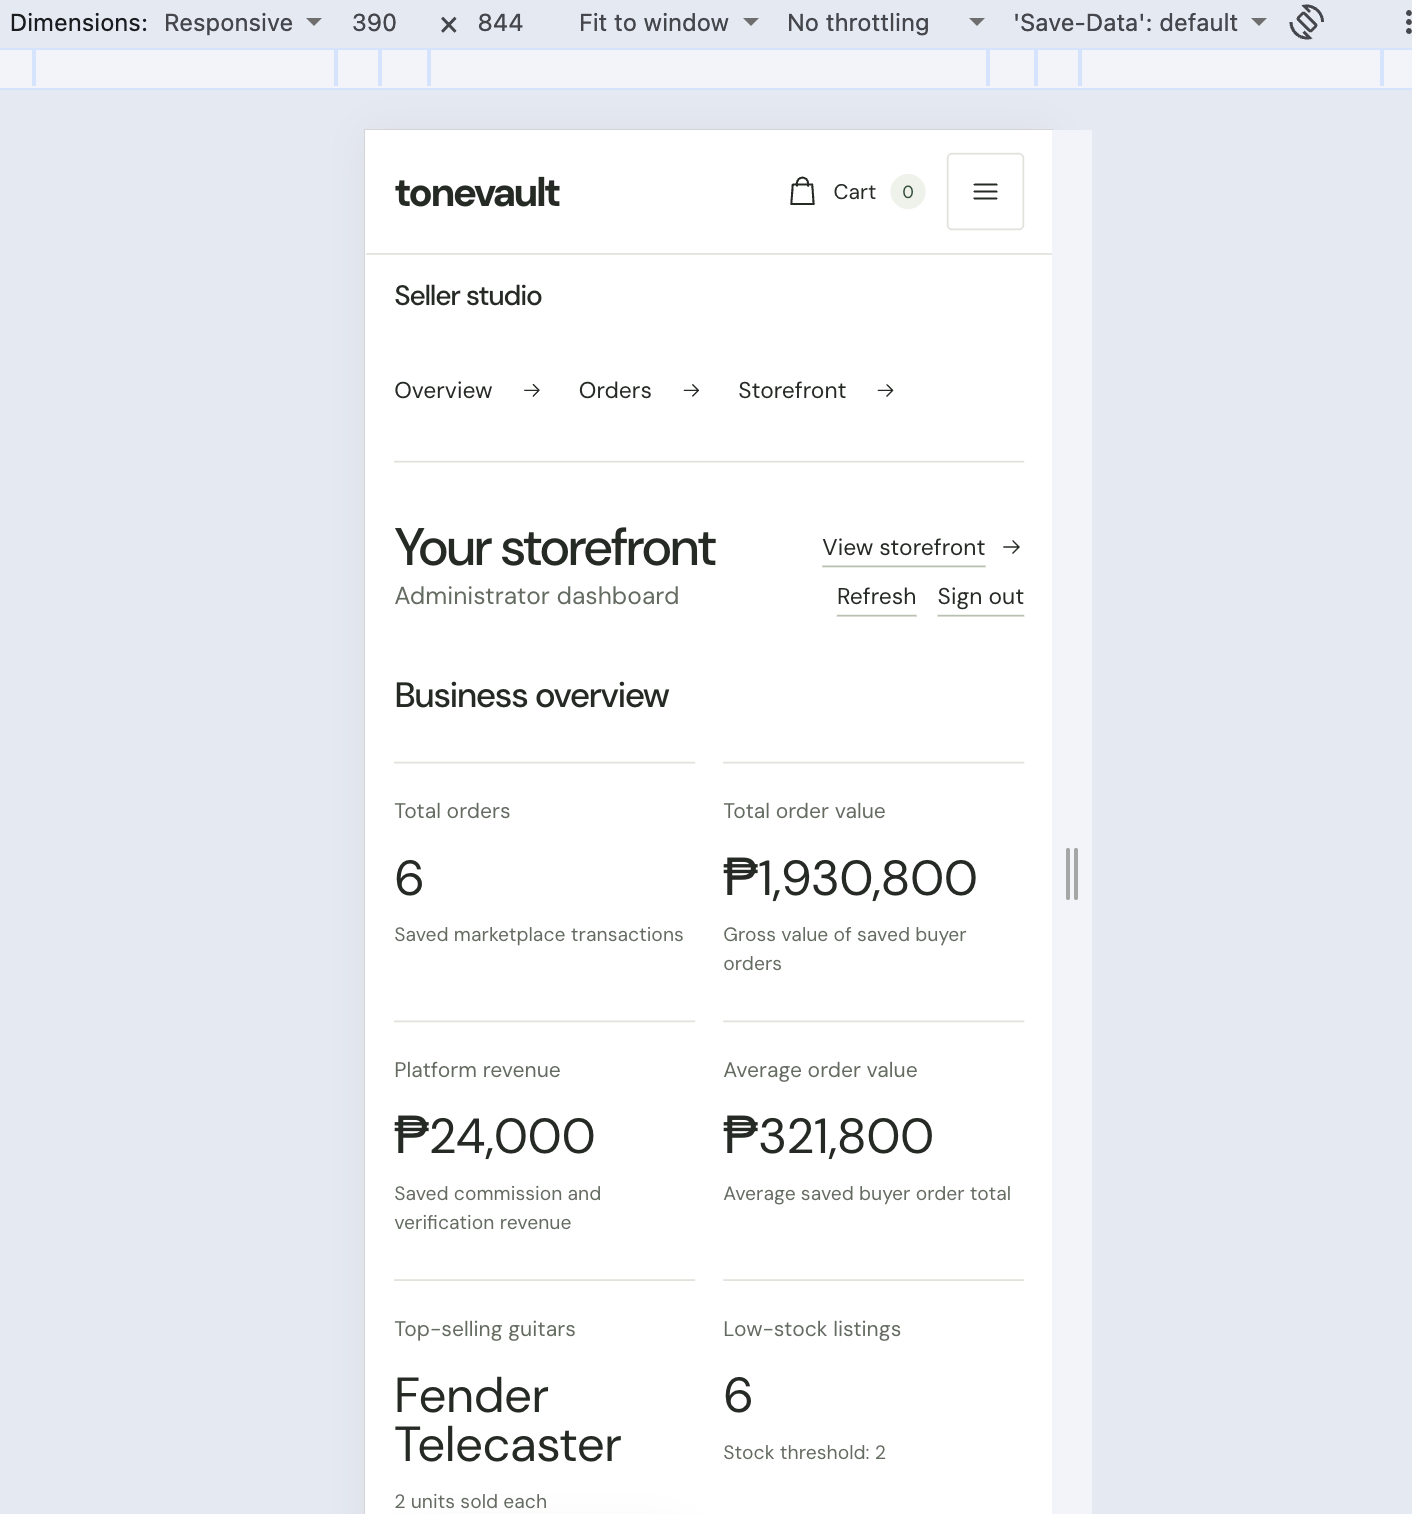 Dimensions: Responsive 390 × 844 Fit to window No throttling 'Save-Data': default
tonevault Cart 0
Seller studio
Overview → Orders → Storefront →
Your storefront
View storefront →
Administrator dashboard
Refresh Sign out
Business overview
Total orders
6
Saved marketplace transactions
Total order value
₱1,930,800
Gross value of saved buyer
orders
Platform revenue
₱24,000
Saved commission and
verification revenue
Average order value
₱321,800
Average saved buyer order total
Top-selling guitars
Fender
Telecaster
2 units sold each
Low-stock listings
6
Stock threshold: 2